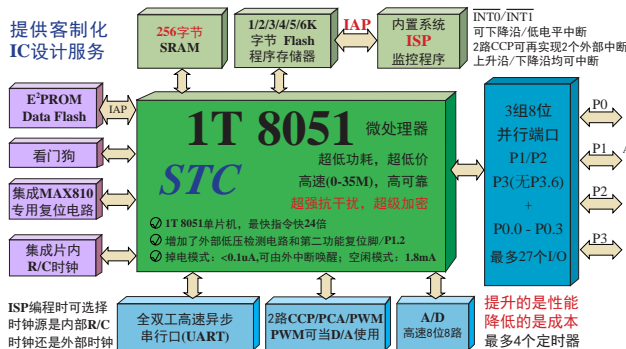 提供客制化
IC设计服务
256字节
SRAM
1/2/3/4/5/6K
字节 Flash
程序存储器
IAP
内置系统
ISP
监控程序
INT0/INT1
可下降沿/低电平中断
2路CCP可再实现2个外部中断
上升沿/下降沿均可中断
E²PROM
Data Flash
IAP
看门狗
集成MAX810
专用复位电路
集成片内
R/C时钟
1T 8051 微处理器
STC
超低功耗，超低价
高速(0-35M)，高可靠
超强抗干扰，超级加密
1T 8051单片机，最快指令快24倍
增加了外部低压检测电路和第二功能复位脚/P1.2
掉电模式：<0.1uA,可由外中断唤醒；空闲模式：1.8mA
3组8位
并行端口
P1/P2
P3(无P3.6)
+
P0.0 - P0.3
最多27个I/O
P0
P1
P2
P3
ISP编程时可选择
时钟源是内部R/C
时钟还是外部时钟
全双工高速异步
串行口(UART)
2路CCP/PCA/PWM
PWM可当D/A使用
A/D
高速8位8路
提升的是性能
降低的是成本
最多4个定时器